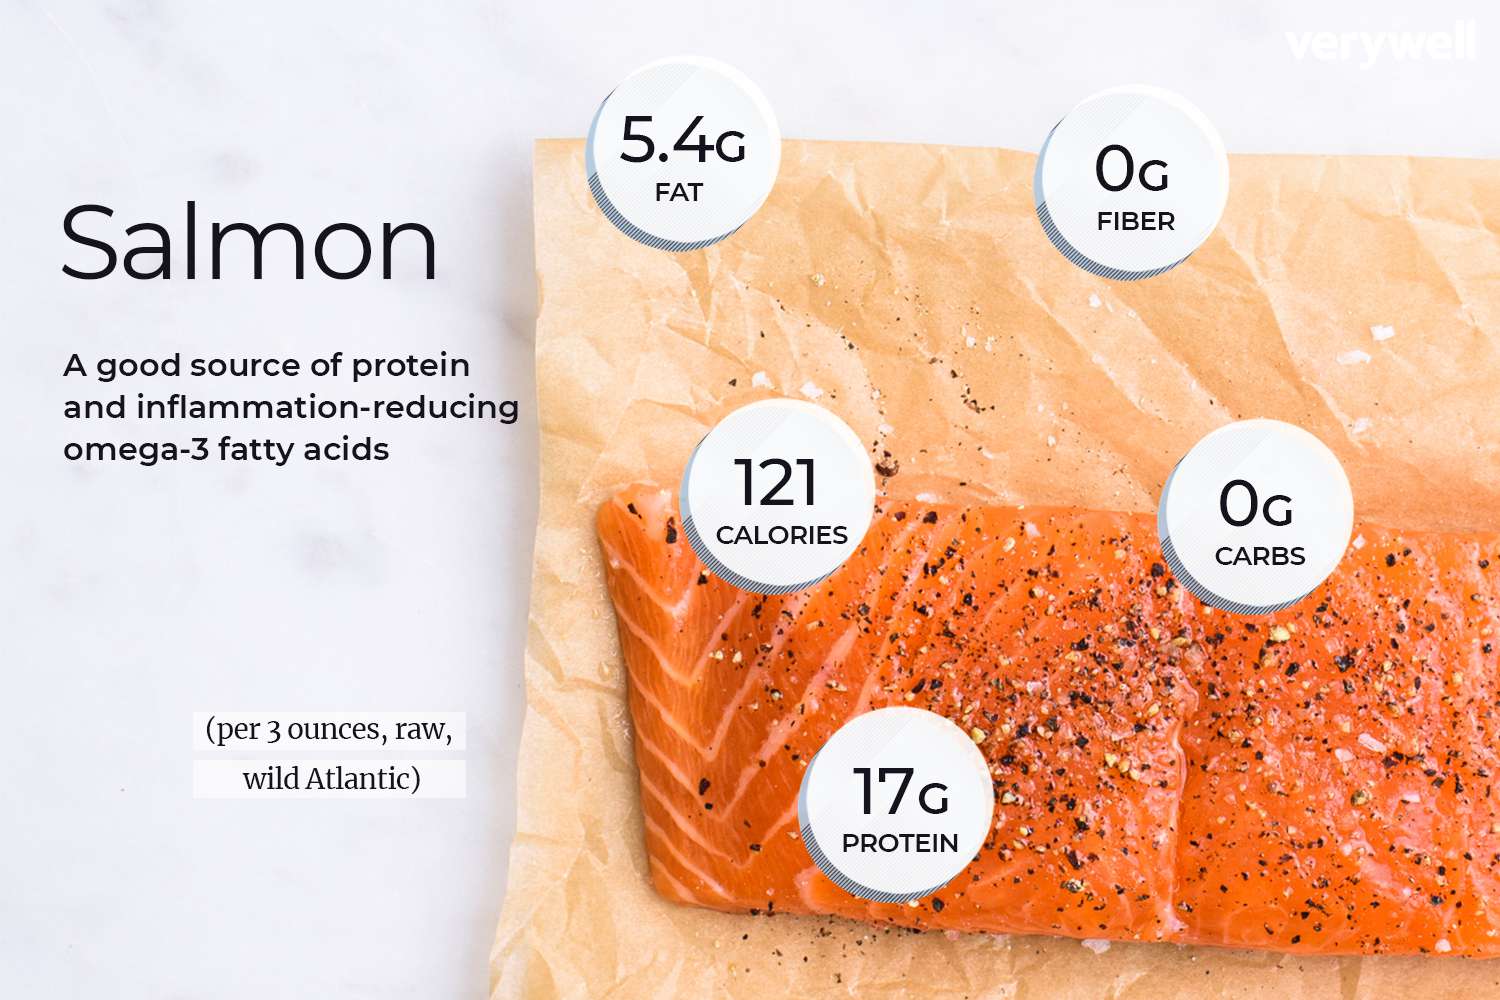 verywell
Salmon
A good source of protein
and inflammation-reducing
omega-3 fatty acids
(per 3 ounces, raw,
wild Atlantic)
5.4G
FAT
0G
FIBER
121
CALORIES
0G
CARBS
17G
PROTEIN